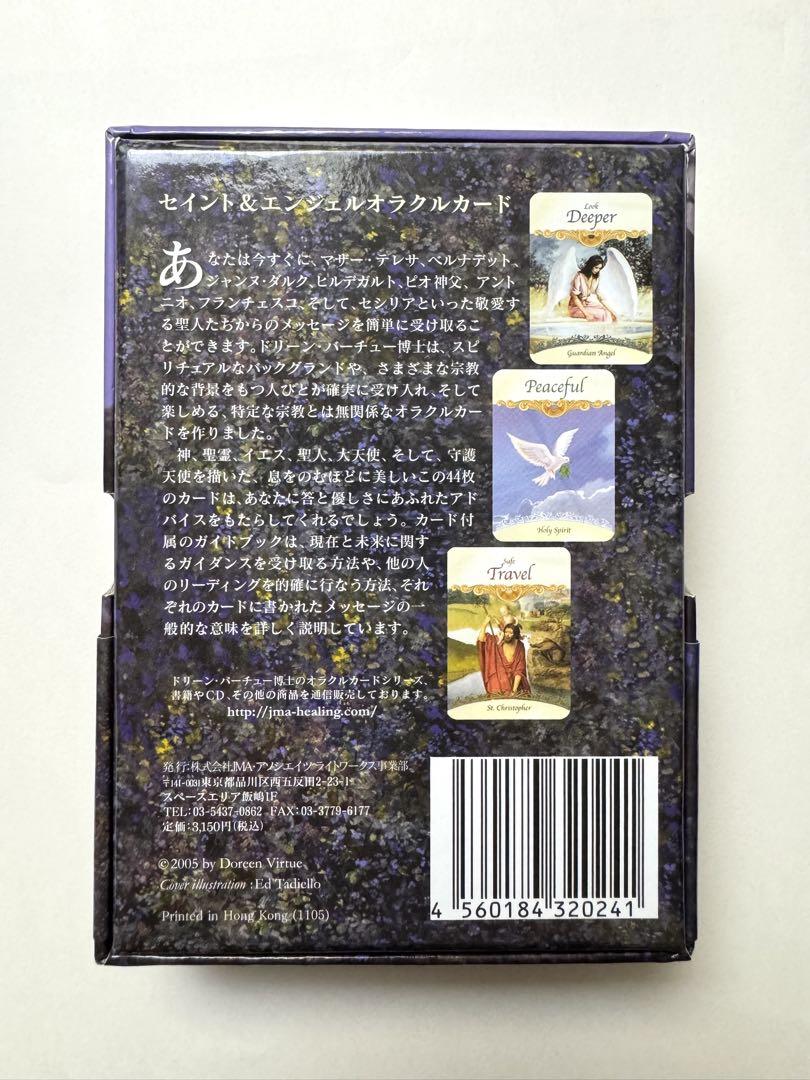 セイント&エンジェルオラクルカード
あなたは今すぐに、マザー・テレサ、ベルナデット、
ジャンヌ・ダルク、ヒルデガルト、ピオ神父、アント
ニオ、フランチェスコ、そして、セシリアといった敬愛す
る聖人たちからのメッセージを簡単に受け取るこ
とができます。ドリーン・バーチュー博士は、スピ
リチュアルなバックグランドや、さまざまな宗教
的な背景をもつ人びとが確実に受け入れ、そして
楽しめる、特定な宗教とは無関係なオラクルカー
ドを作りました。
神、聖霊、イエス、聖人、大天使、そして、守護
天使を描いた、息をのむほどに美しいこの44枚
のカードは、あなたに答と優しさにあふれたアド
バイスをもたらしてくれるでしょう。カード付
属のガイドブックは、現在と未来に関す
るガイダンスを受け取る方法や、他の人
のリーディングを的確に行なう方法、それ
ぞれのカードに書かれたメッセージの一
般的な意味を詳しく説明しています。
ドリーン・バーチュー博士のオラクルカードシリーズ、
書籍やCD、その他の商品を通信販売しております。
http://jma-healing.com/
発行:株式会社JMA・アソシエイツ ライトワークス事業部
〒141-0031東京都品川区西五反田2-23-1
スペースエリア飯嶋1F
TEL:03-5437-0862 FAX:03-3779-6177
定価:3,150円(税込)
©2005 by Doreen Virtue
Cover illustration :Ed Tadiello
Printed in Hong Kong (1105)
Look
Deeper
Guardian Angel
Peaceful
Holy Spirit
Safe
Travel
St. Christopher
4 560184 320241